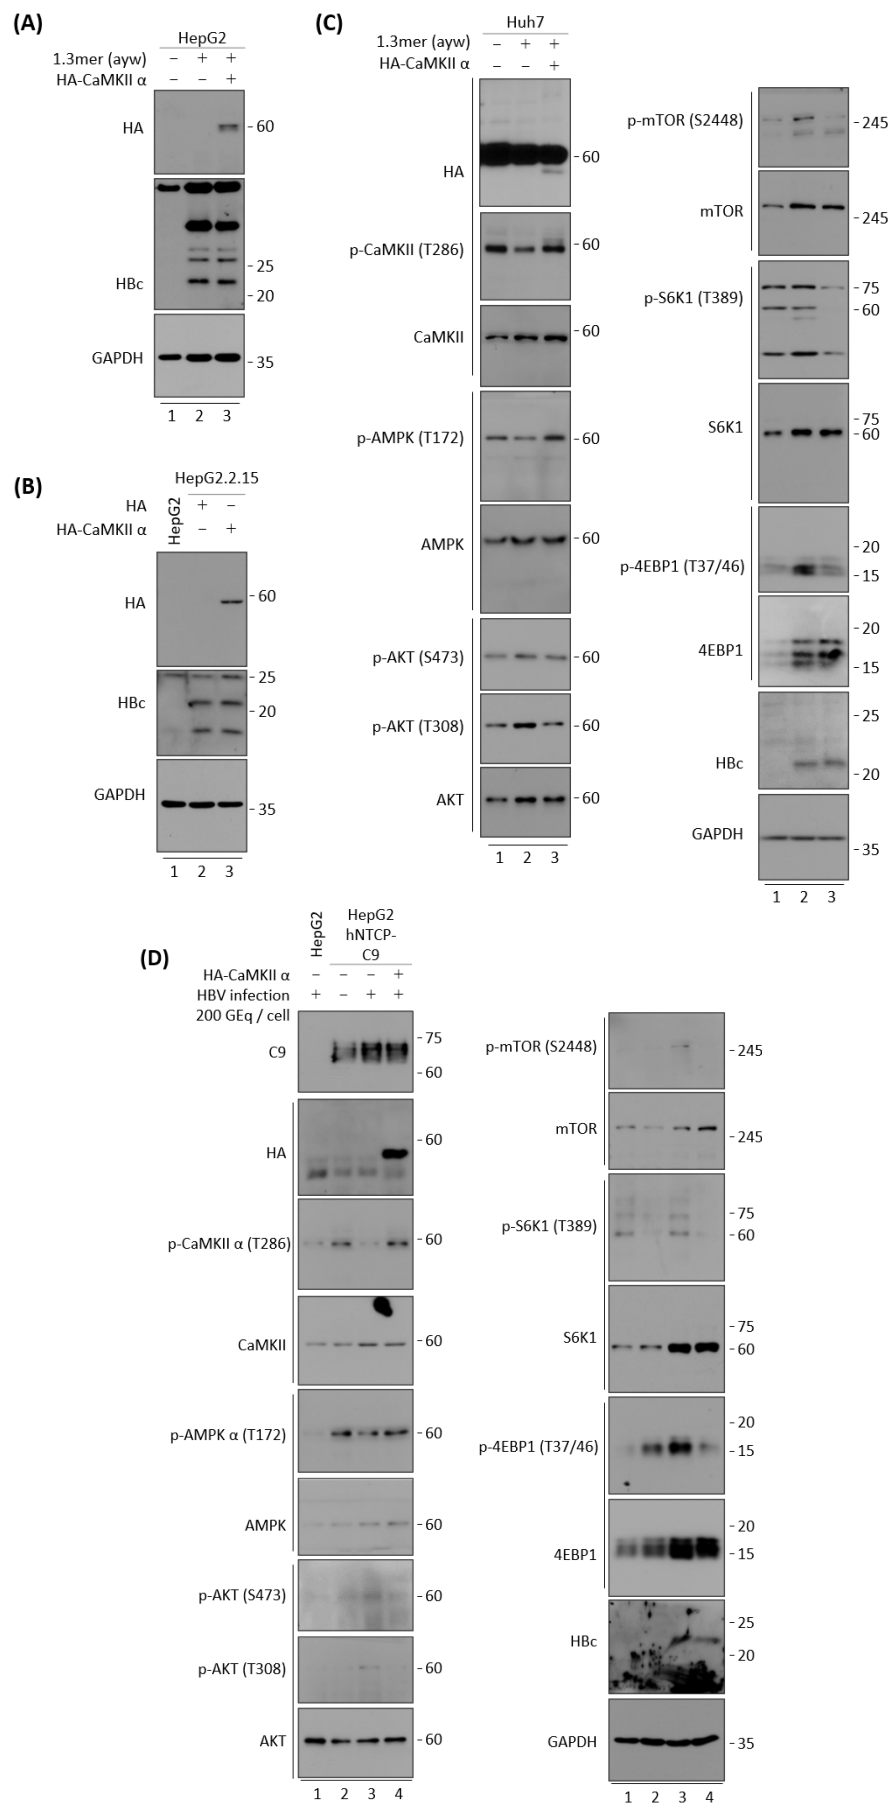 (A)
HepG2
1.3mer (ayw) – + +
HA-CaMKII α – – +
HA
- 60
HBc
- 25
- 20
GAPDH
- 35
1 2 3
(B)
HepG2
HepG2.2.15
HA + –
HA-CaMKII α – +
HA
- 60
HBc
- 25
- 20
GAPDH
- 35
1 2 3
(C)
Huh7
1.3mer (ayw) – + +
HA-CaMKII α – – +
HA
- 60
p-CaMKII (T286)
- 60
CaMKII
- 60
p-AMPK (T172)
- 60
AMPK
- 60
p-AKT (S473)
- 60
p-AKT (T308)
- 60
AKT
- 60
1 2 3
p-mTOR (S2448)
- 245
mTOR
- 245
p-S6K1 (T389)
- 75
- 60
S6K1
- 75
- 60
p-4EBP1 (T37/46)
- 20
- 15
4EBP1
- 20
- 15
HBc
- 25
- 20
GAPDH
- 35
1 2 3
(D)
HepG2
HepG2
hNTCP-
C9
HA-CaMKII α – – – +
HBV infection + – + +
200 GEq / cell
C9
- 75
- 60
HA
- 60
p-CaMKII α (T286)
- 60
CaMKII
- 60
p-AMPK α (T172)
- 60
AMPK
- 60
p-AKT (S473)
- 60
p-AKT (T308)
- 60
AKT
- 60
1 2 3 4
p-mTOR (S2448)
- 245
mTOR
- 245
p-S6K1 (T389)
- 75
- 60
S6K1
- 75
- 60
p-4EBP1 (T37/46)
- 20
- 15
4EBP1
- 20
- 15
HBc
- 25
- 20
GAPDH
- 35
1 2 3 4